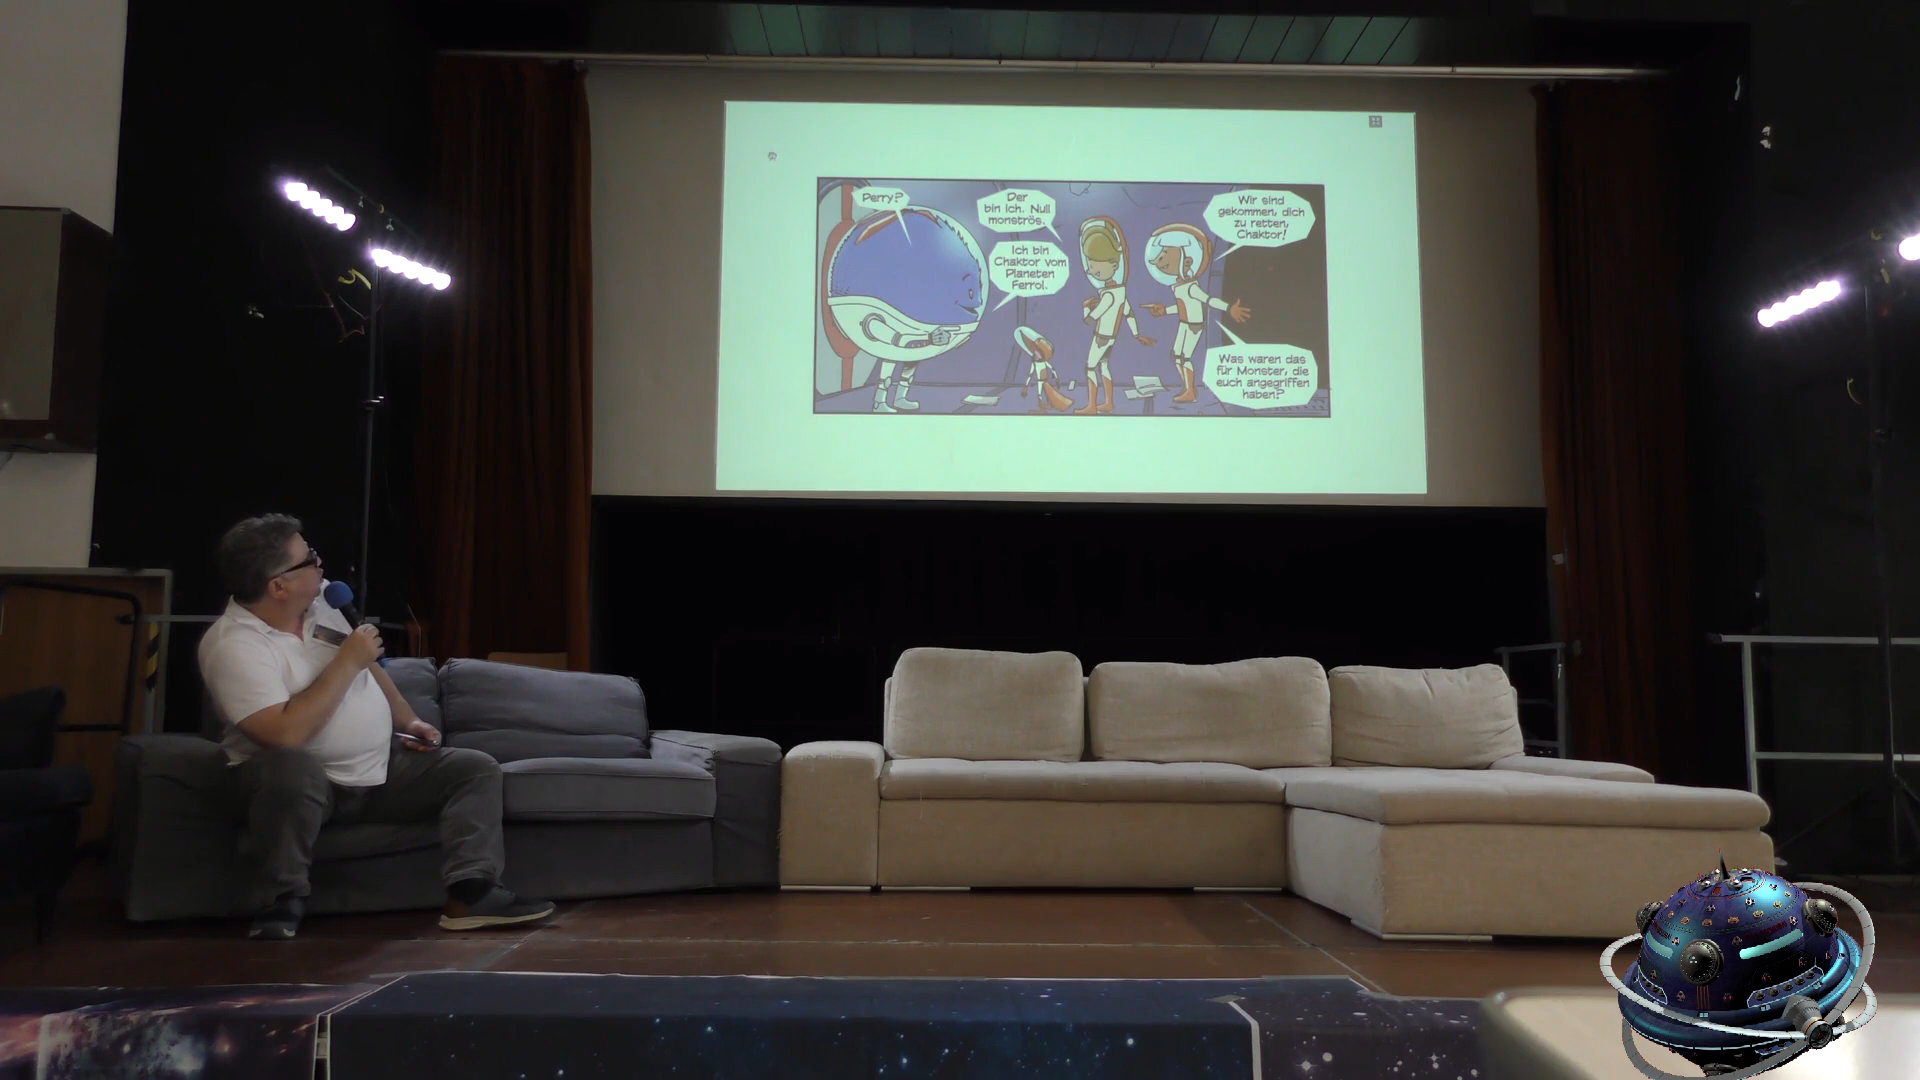 Perry?
Der
bin ich. Null
monströs.
Ich bin
Chaktor vom
Planeten
Ferrol.
Wir sind
gekommen, dich
zu retten,
Chaktor!
Was waren das
für Monster, die
euch angegriffen
haben?